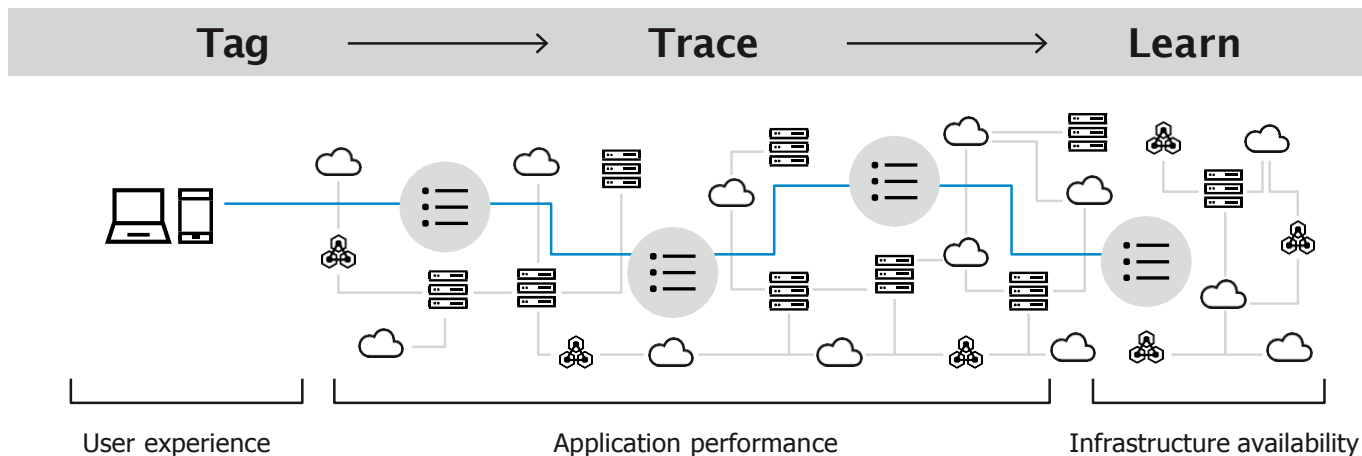 Tag Trace Learn
User experience Application performance Infrastructure availability